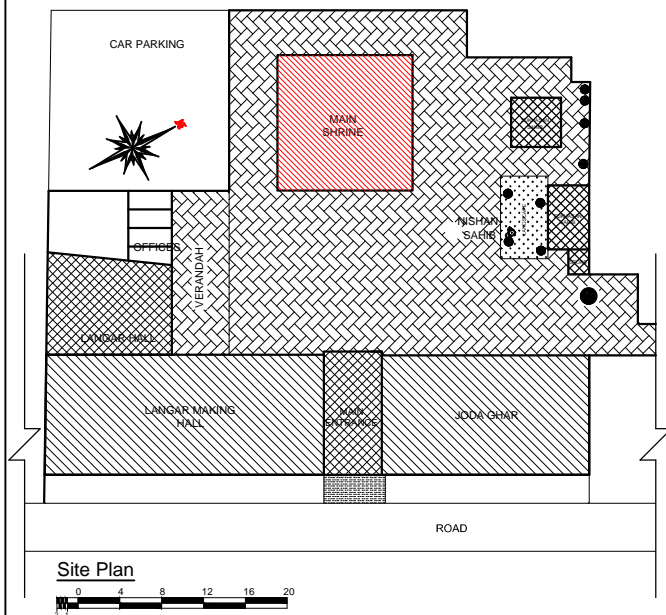 CAR PARKING
MAIN
SHRINE
NISHAN
SAHIB
OFFICES
VERANDAH
LANGAR HALL
LANGAR MAKING
HALL
MAIN
ENTRANCE
JODA GHAR
ROAD
Site Plan
0 4 8 12 16 20